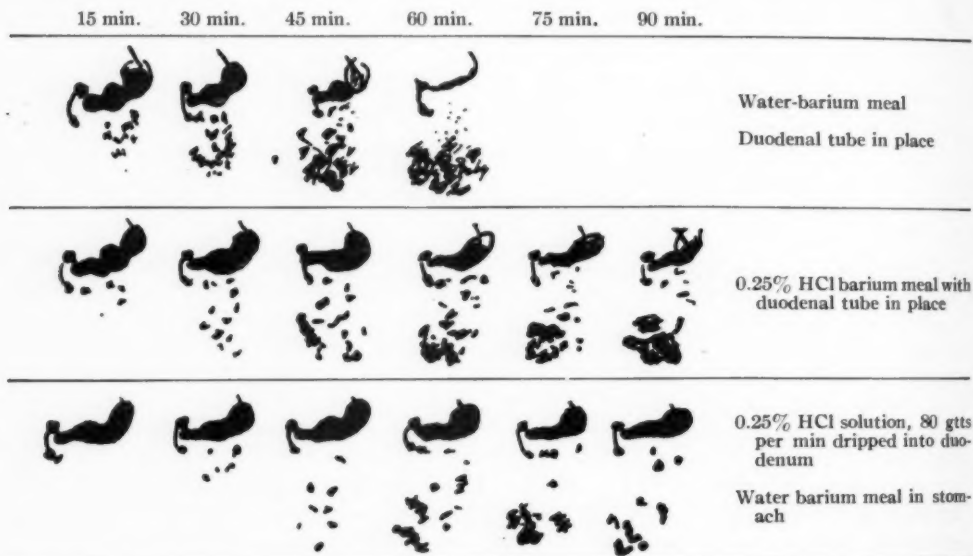 15 min. 30 min. 45 min. 60 min. 75 min. 90 min.
Water-barium meal
Duodenal tube in place
0.25% HCl barium meal with
duodenal tube in place
0.25% HCl solution, 80 gtts
per min dripped into duo-
denum
Water barium meal in stom-
ach